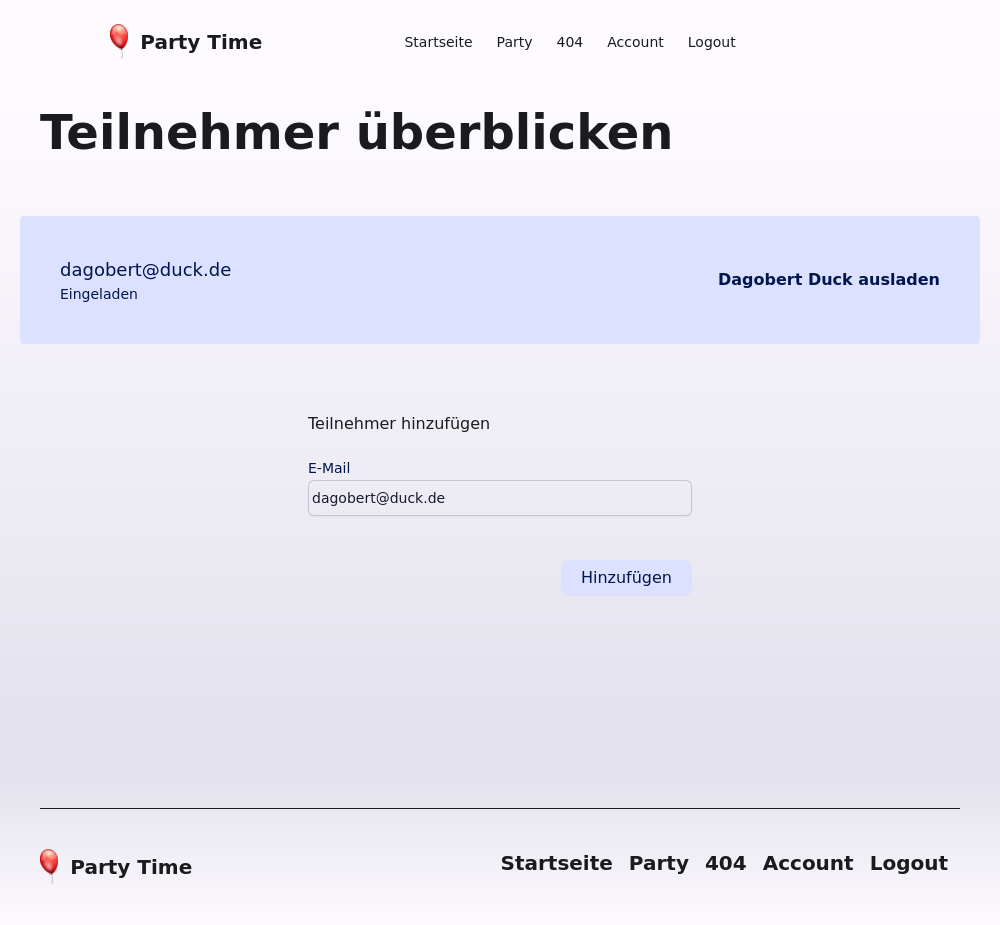 Party Time
Startseite Party 404 Account Logout
Teilnehmer überblicken
dagobert@duck.de
Eingeladen
Dagobert Duck ausladen
Teilnehmer hinzufügen
E-Mail
dagobert@duck.de
Hinzufügen
Party Time
Startseite Party 404 Account Logout